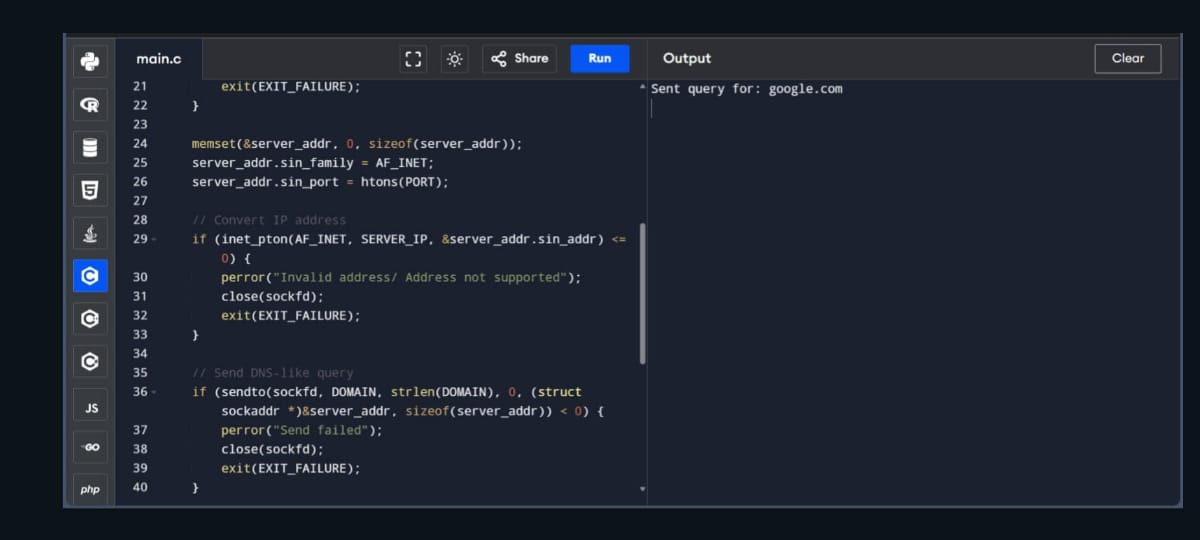 main.c
Share
Run
Output
Clear
21 exit(EXIT_FAILURE);
22 }
23
24 memset(&server_addr, 0, sizeof(server_addr));
25 server_addr.sin_family = AF_INET;
26 server_addr.sin_port = htons(PORT);
27
28 // Convert IP address
29 if (inet_pton(AF_INET, SERVER_IP, &server_addr.sin_addr) <=
0) {
30 perror("Invalid address/ Address not supported");
31 close(sockfd);
32 exit(EXIT_FAILURE);
33 }
34
35 // Send DNS-like query
36 if (sendto(sockfd, DOMAIN, strlen(DOMAIN), 0, (struct
sockaddr *)&server_addr, sizeof(server_addr)) < 0) {
37 perror("Send failed");
38 close(sockfd);
39 exit(EXIT_FAILURE);
40 }
Sent query for: google.com
R
5
C
C
C
JS
GO
php